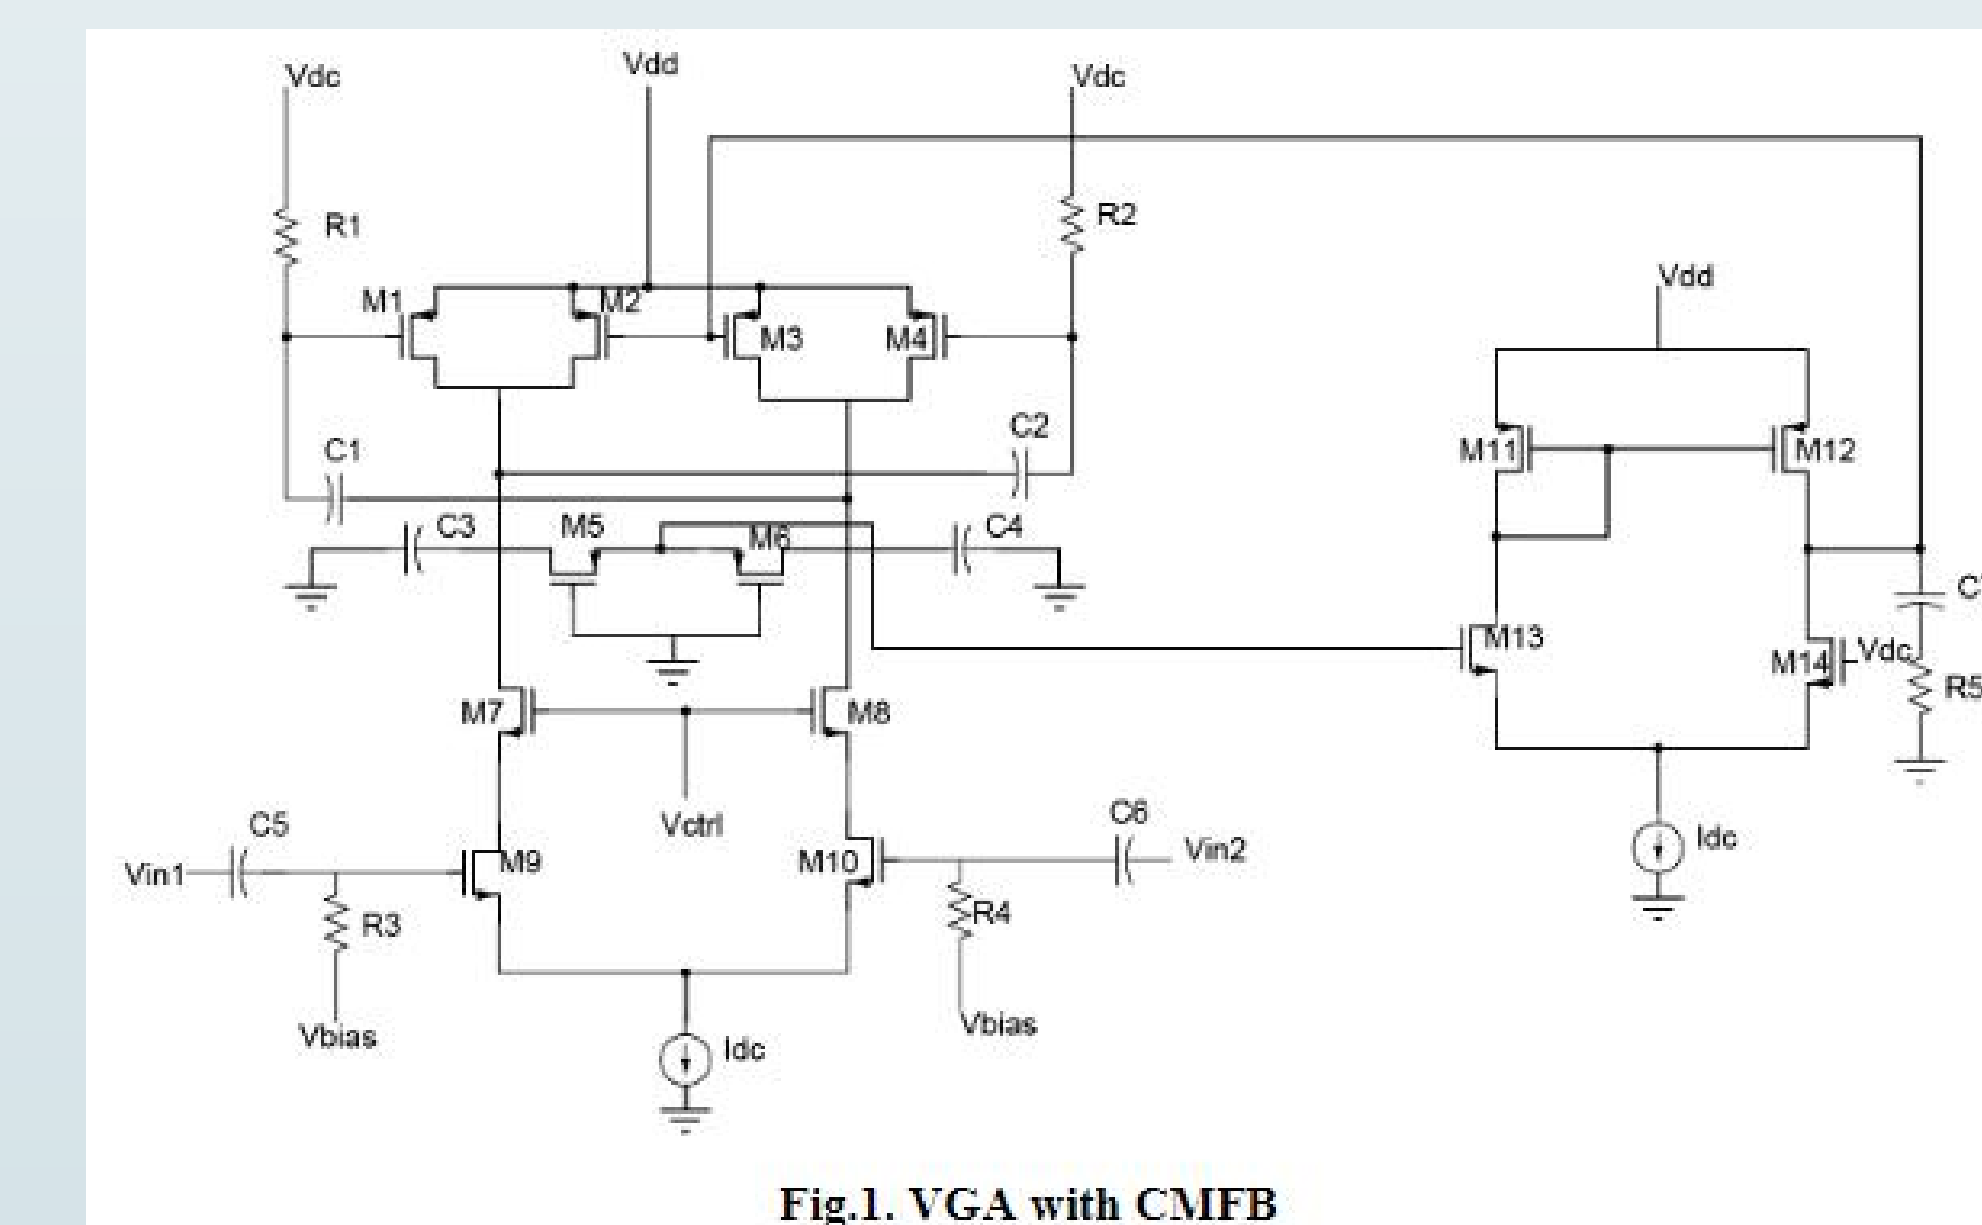 Vdc
Vdd
Vdc
R1
R2
Vdd
M1
M2
M3
M4
C1
C2
M11
M12
C3
M5
M6
C4
M13
M14
Vdc
R5
M7
M8
Vctrl
C5
C6
Vin1
M9
M10
Vin2
Idc
R3
R4
Vbias
Vbias
Idc
Fig.1. VGA with CMFB